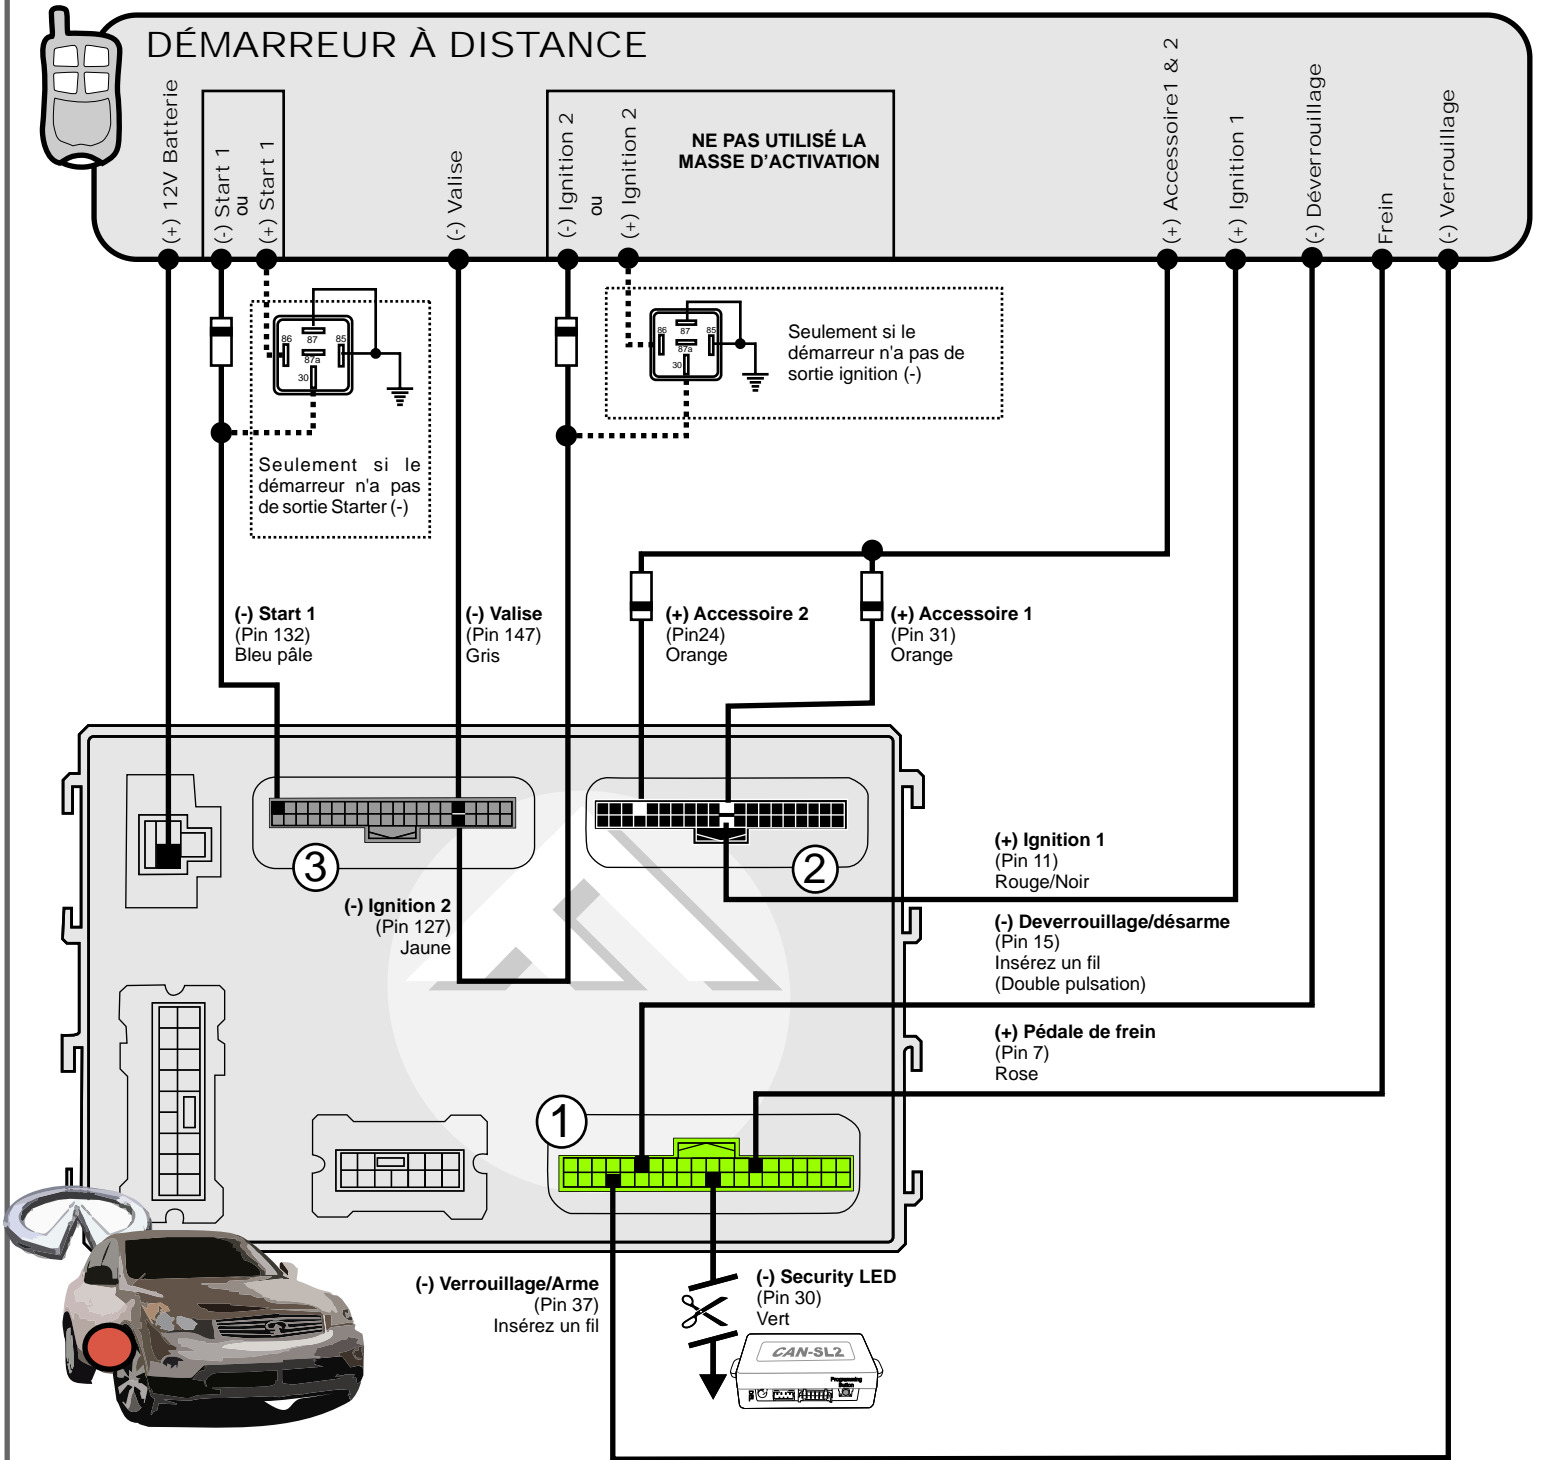 DÉMARREUR À DISTANCE
(+) 12V Batterie
(-) Start 1
ou
(+) Start 1
(-) Valise
(-) Ignition 2
ou
(+) Ignition 2
NE PAS UTILISÉ LA
MASSE D'ACTIVATION
(+) Accessoire1 & 2
(+) Ignition 1
(-) Déverrouillage
Frein
(-) Verrouillage
86
87
85
87a
30
Seulement si le
démarreur n'a pas
de sortie Starter (-)
86
87
85
87a
30
Seulement si le
démarreur n'a pas de
sortie ignition (-)
(-) Start 1
(Pin 132)
Bleu pâle
(-) Valise
(Pin 147)
Gris
(+) Accessoire 2
(Pin24)
Orange
(+) Accessoire 1
(Pin 31)
Orange
3
2
(-) Ignition 2
(Pin 127)
Jaune
(+) Ignition 1
(Pin 11)
Rouge/Noir
(-) Deverrouillage/désarme
(Pin 15)
Insérez un fil
(Double pulsation)
(+) Pédale de frein
(Pin 7)
Rose
1
(-) Verrouillage/Arme
(Pin 37)
Insérez un fil
(-) Security LED
(Pin 30)
Vert
CAN-SL2
Programming
Button